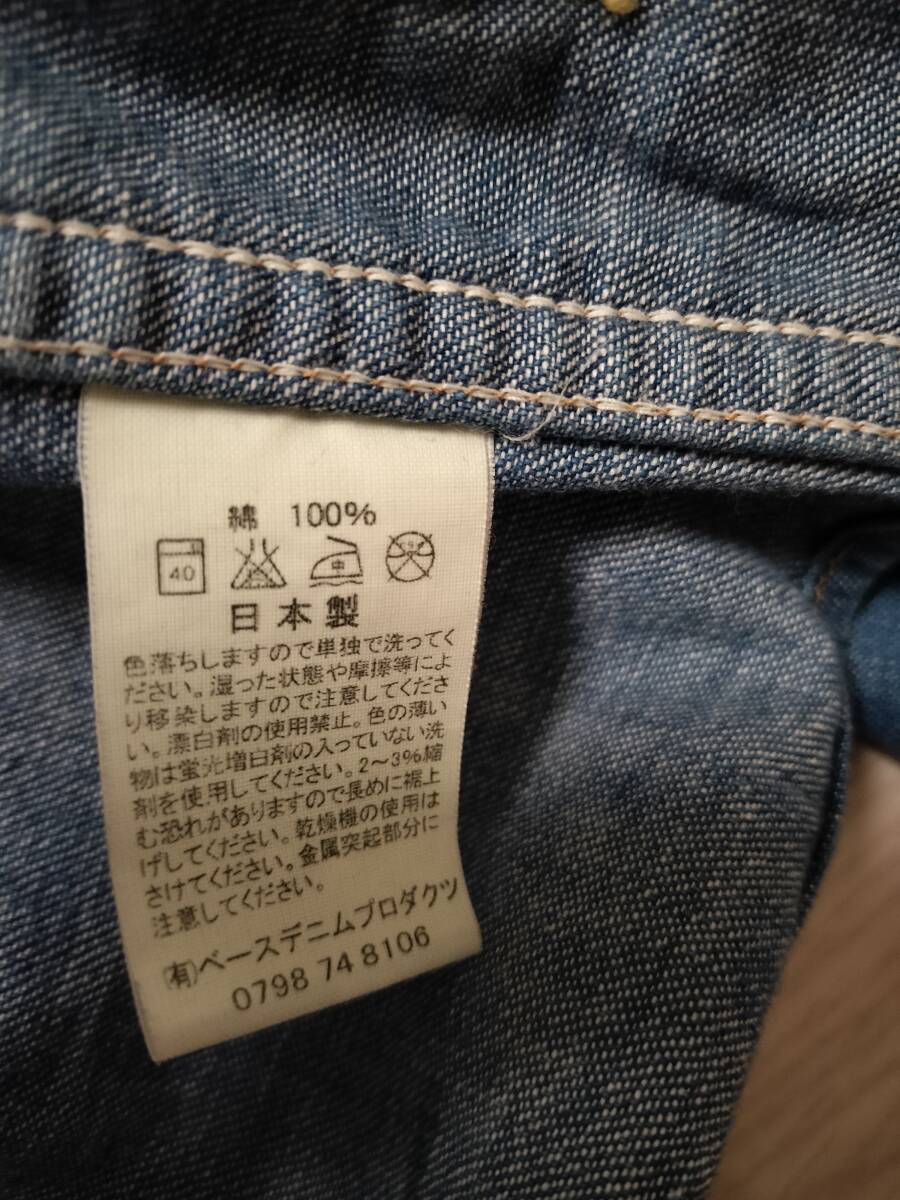 綿 100%
40 中
日本製
色落ちしますので単独で洗ってく
ださい。湿った状態や摩擦等によ
り移染しますので注意してくださ
い。漂白剤の使用禁止。色の薄い
物は蛍光増白剤の入っていない洗
剤を使用してください。2〜3%縮
む恐れがありますので長めに裾上
げしてください。乾燥機の使用は
さけてください。金属突起部分に
注意してください。
(有)ベースデニムプロダクツ
0798 74 8106